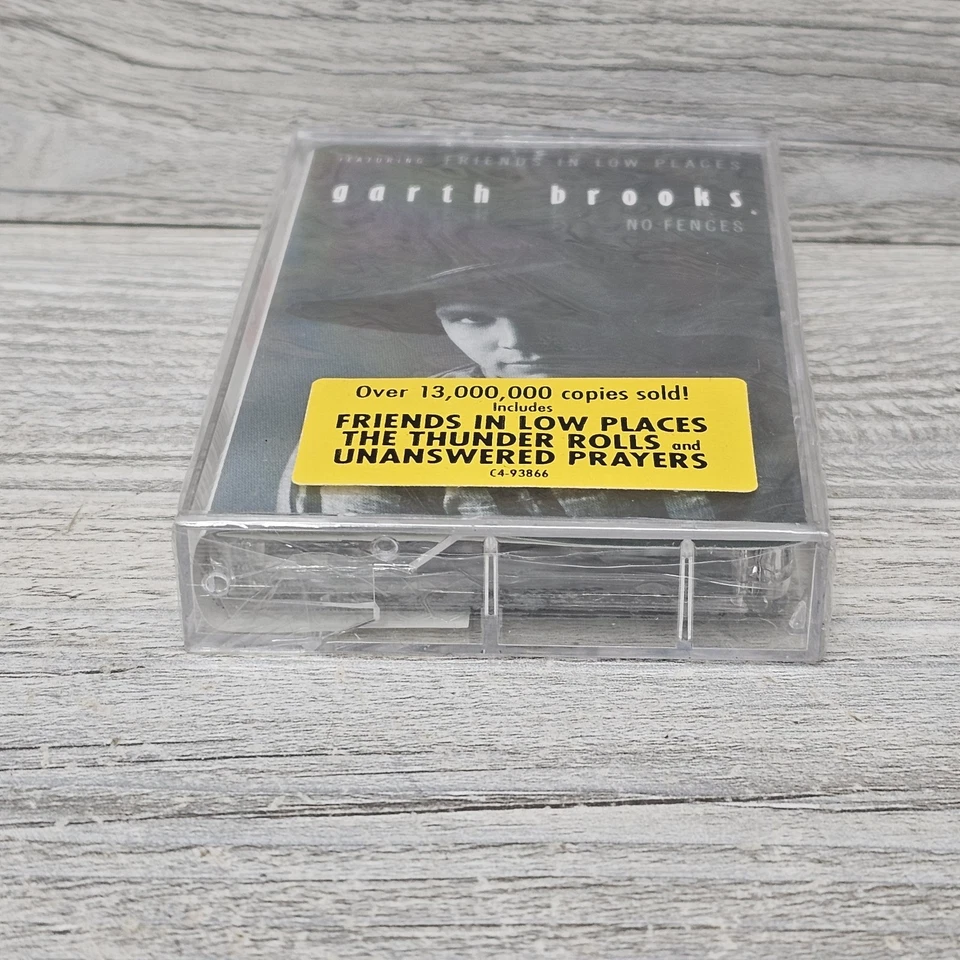 FEATURING FRIENDS IN LOW PLACES
garth brooks
NO FENCES
Over 13,000,000 copies sold!
Includes
FRIENDS IN LOW PLACES
THE THUNDER ROLLS and
UNANSWERED PRAYERS
C4-93866